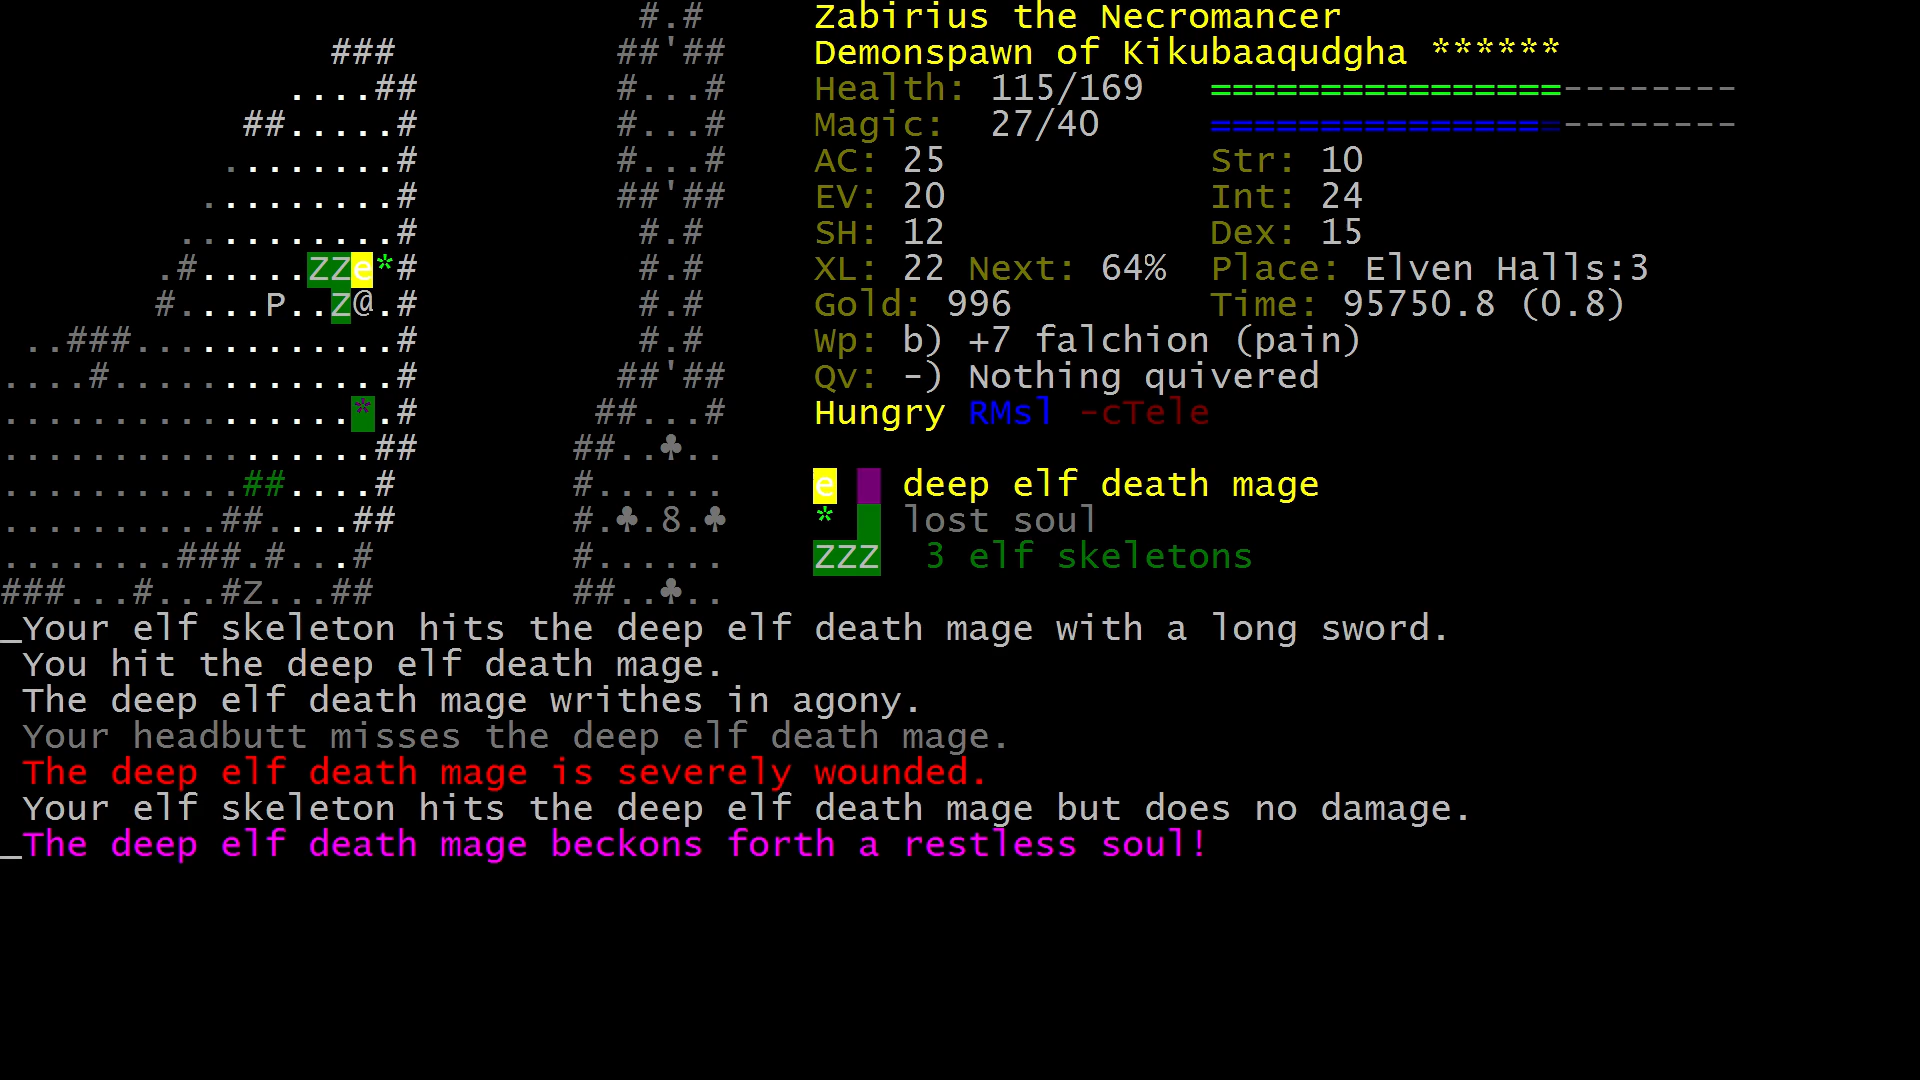 #.#     Zabirius the Necromancer
               ###          ##'##    Demonspawn of Kikubaaqudgha ******
             ....##         #...#    Health: 115/169   ================--------
           ##.....#         #...#    Magic:  27/40     ================--------
          ........#         #...#    AC: 25            Str: 10
         .........#         ##'##    EV: 20            Int: 24
        ..........#          #.#     SH: 12            Dex: 15
       .#.....ZZe*#          #.#     XL: 22 Next: 64%  Place: Elven Halls:3
       #....P..Z@.#          #.#     Gold: 996         Time: 95750.8 (0.8)
 ..###............#          #.#     Wp: b) +7 falchion (pain)
....#.............#         ##'##    Qv: -) Nothing quivered
................*.#        ##...#    Hungry RMsl -cTele
.................##       ##..♣..
...........##....#        #......    e   deep elf death mage
..........##....##        #.♣.8.♣    *   lost soul
........###.#...#         #......    ZZZ  3 elf skeletons
###...#...#Z...##         ##..♣..
_Your elf skeleton hits the deep elf death mage with a long sword.
You hit the deep elf death mage.
The deep elf death mage writhes in agony.
Your headbutt misses the deep elf death mage.
The deep elf death mage is severely wounded.
Your elf skeleton hits the deep elf death mage but does no damage.
_The deep elf death mage beckons forth a restless soul!